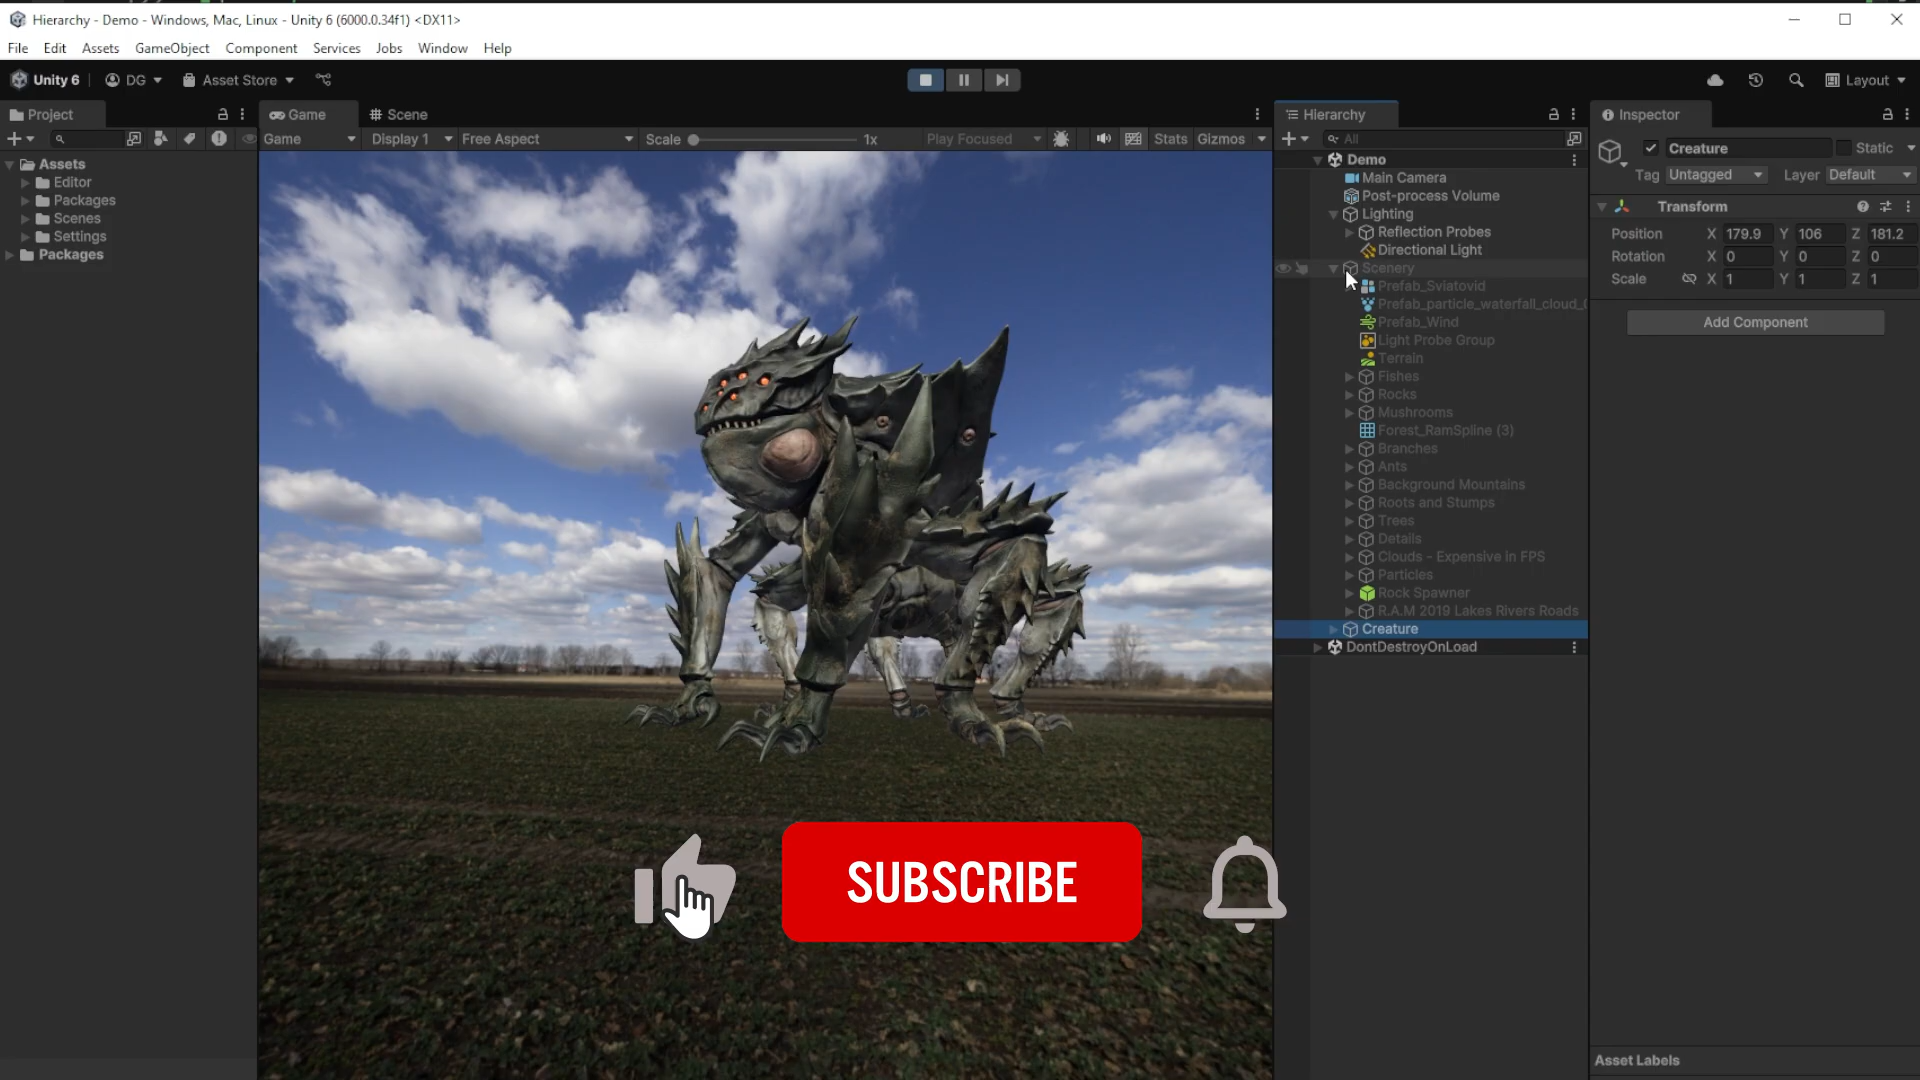 Hierarchy - Demo - Windows, Mac, Linux - Unity 6 (6000.0.34f1) <DX11>
File Edit Assets GameObject Component Services Jobs Window Help
Unity 6 DG Asset Store Layout
Project
Assets
Editor
Packages
Scenes
Settings
Packages
Game Scene
Game Display 1 Free Aspect Scale 1x Play Focused Stats Gizmos
SUBSCRIBE
Hierarchy
All
Demo
Main Camera
Post-process Volume
Lighting
Reflection Probes
Directional Light
Scenery
Prefab_Sviatovid
Prefab_particle_waterfall_cloud_
Prefab_Wind
Light Probe Group
Terrain
Fishes
Rocks
Mushrooms
Forest_RamSpline (3)
Branches
Ants
Background Mountains
Roots and Stumps
Trees
Details
Clouds - Expensive in FPS
Particles
Rock Spawner
R.A.M 2019 Lakes Rivers Roads
Creature
DontDestroyOnLoad
Inspector
Creature Static
Tag Untagged Layer Default
Transform
Position X 179.9 Y 106 Z 181.2
Rotation X 0 Y 0 Z 0
Scale X 1 Y 1 Z 1
Add Component
Asset Labels